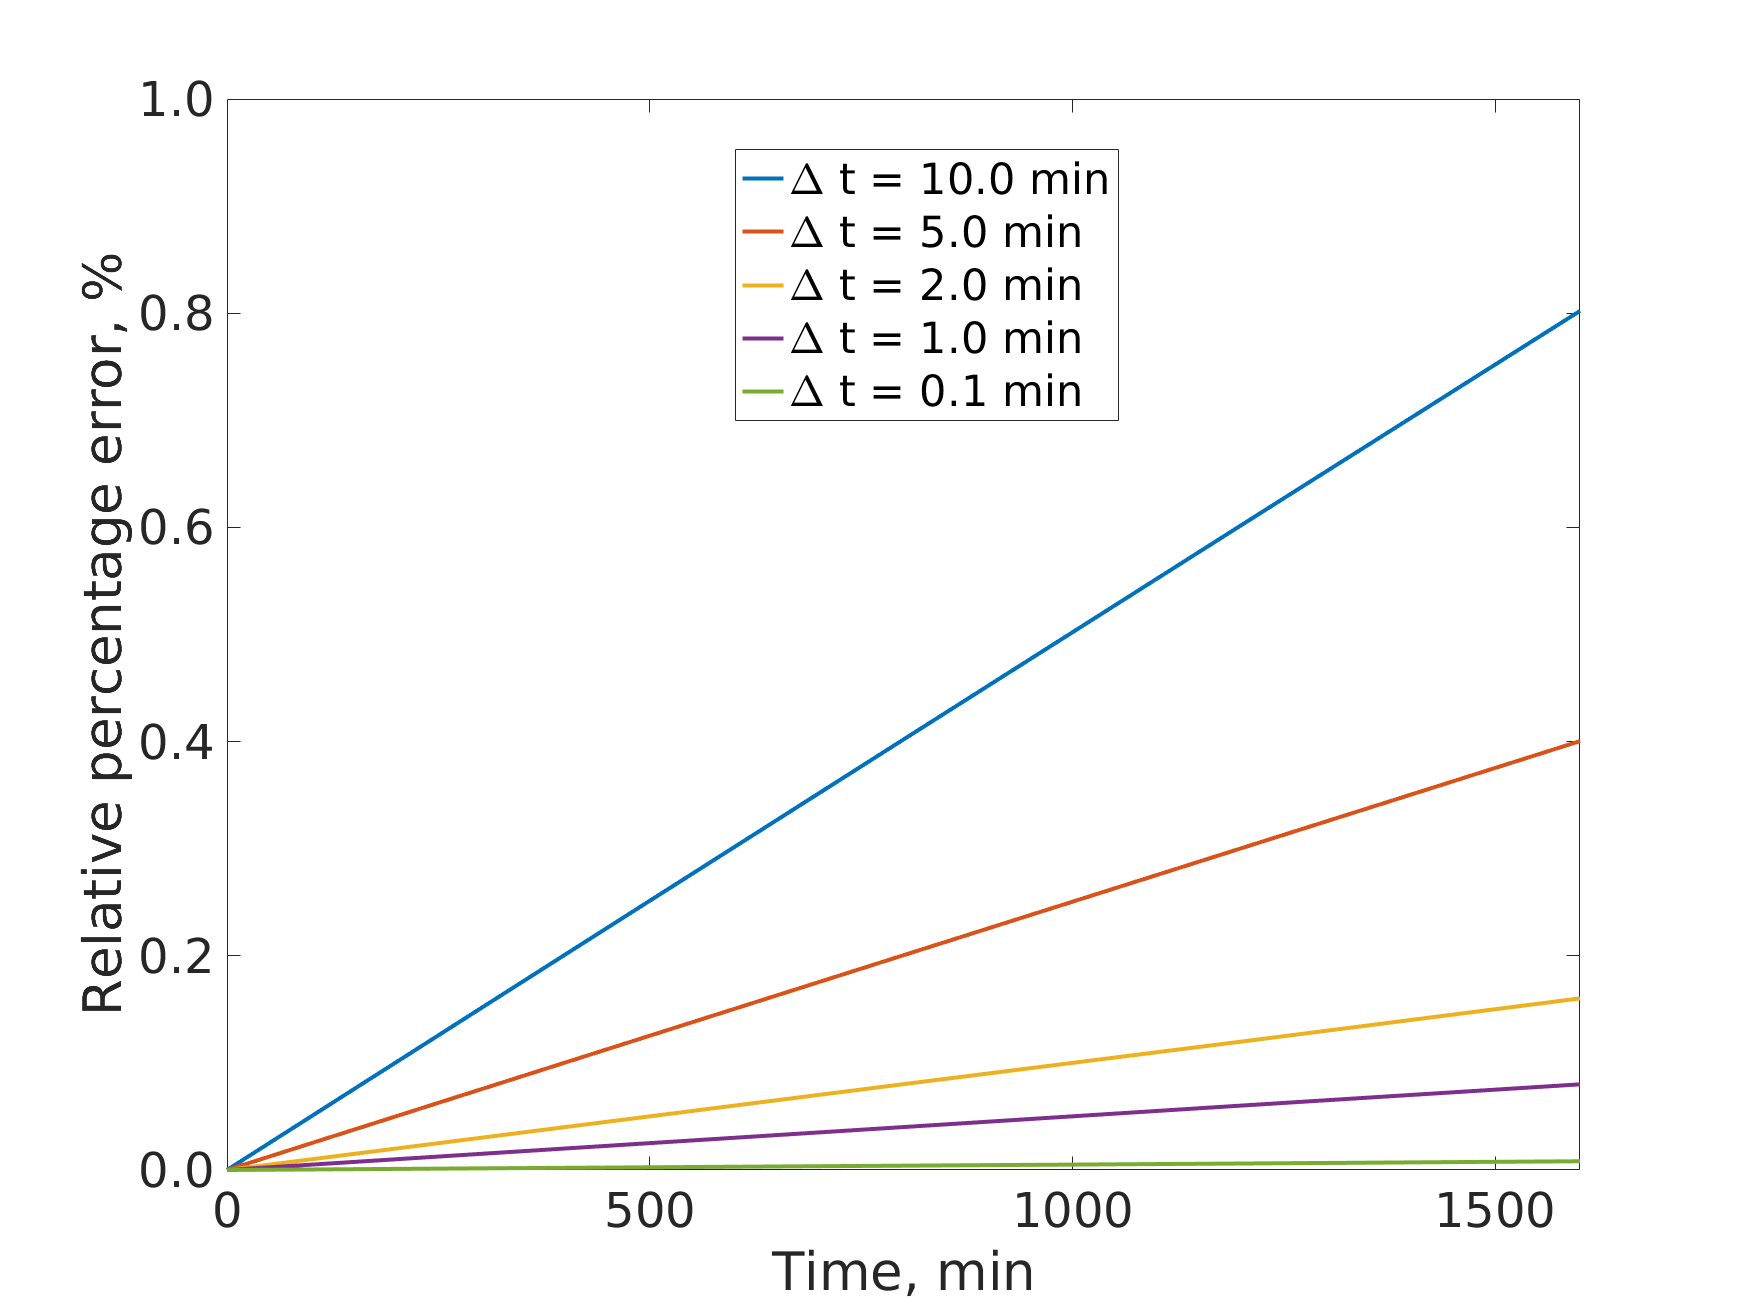 1.0
0.8
0.6
0.4
0.2
0.0
Relative percentage error, %
Δ t = 10.0 min
Δ t = 5.0 min
Δ t = 2.0 min
Δ t = 1.0 min
Δ t = 0.1 min
0 500 1000 1500
Time, min